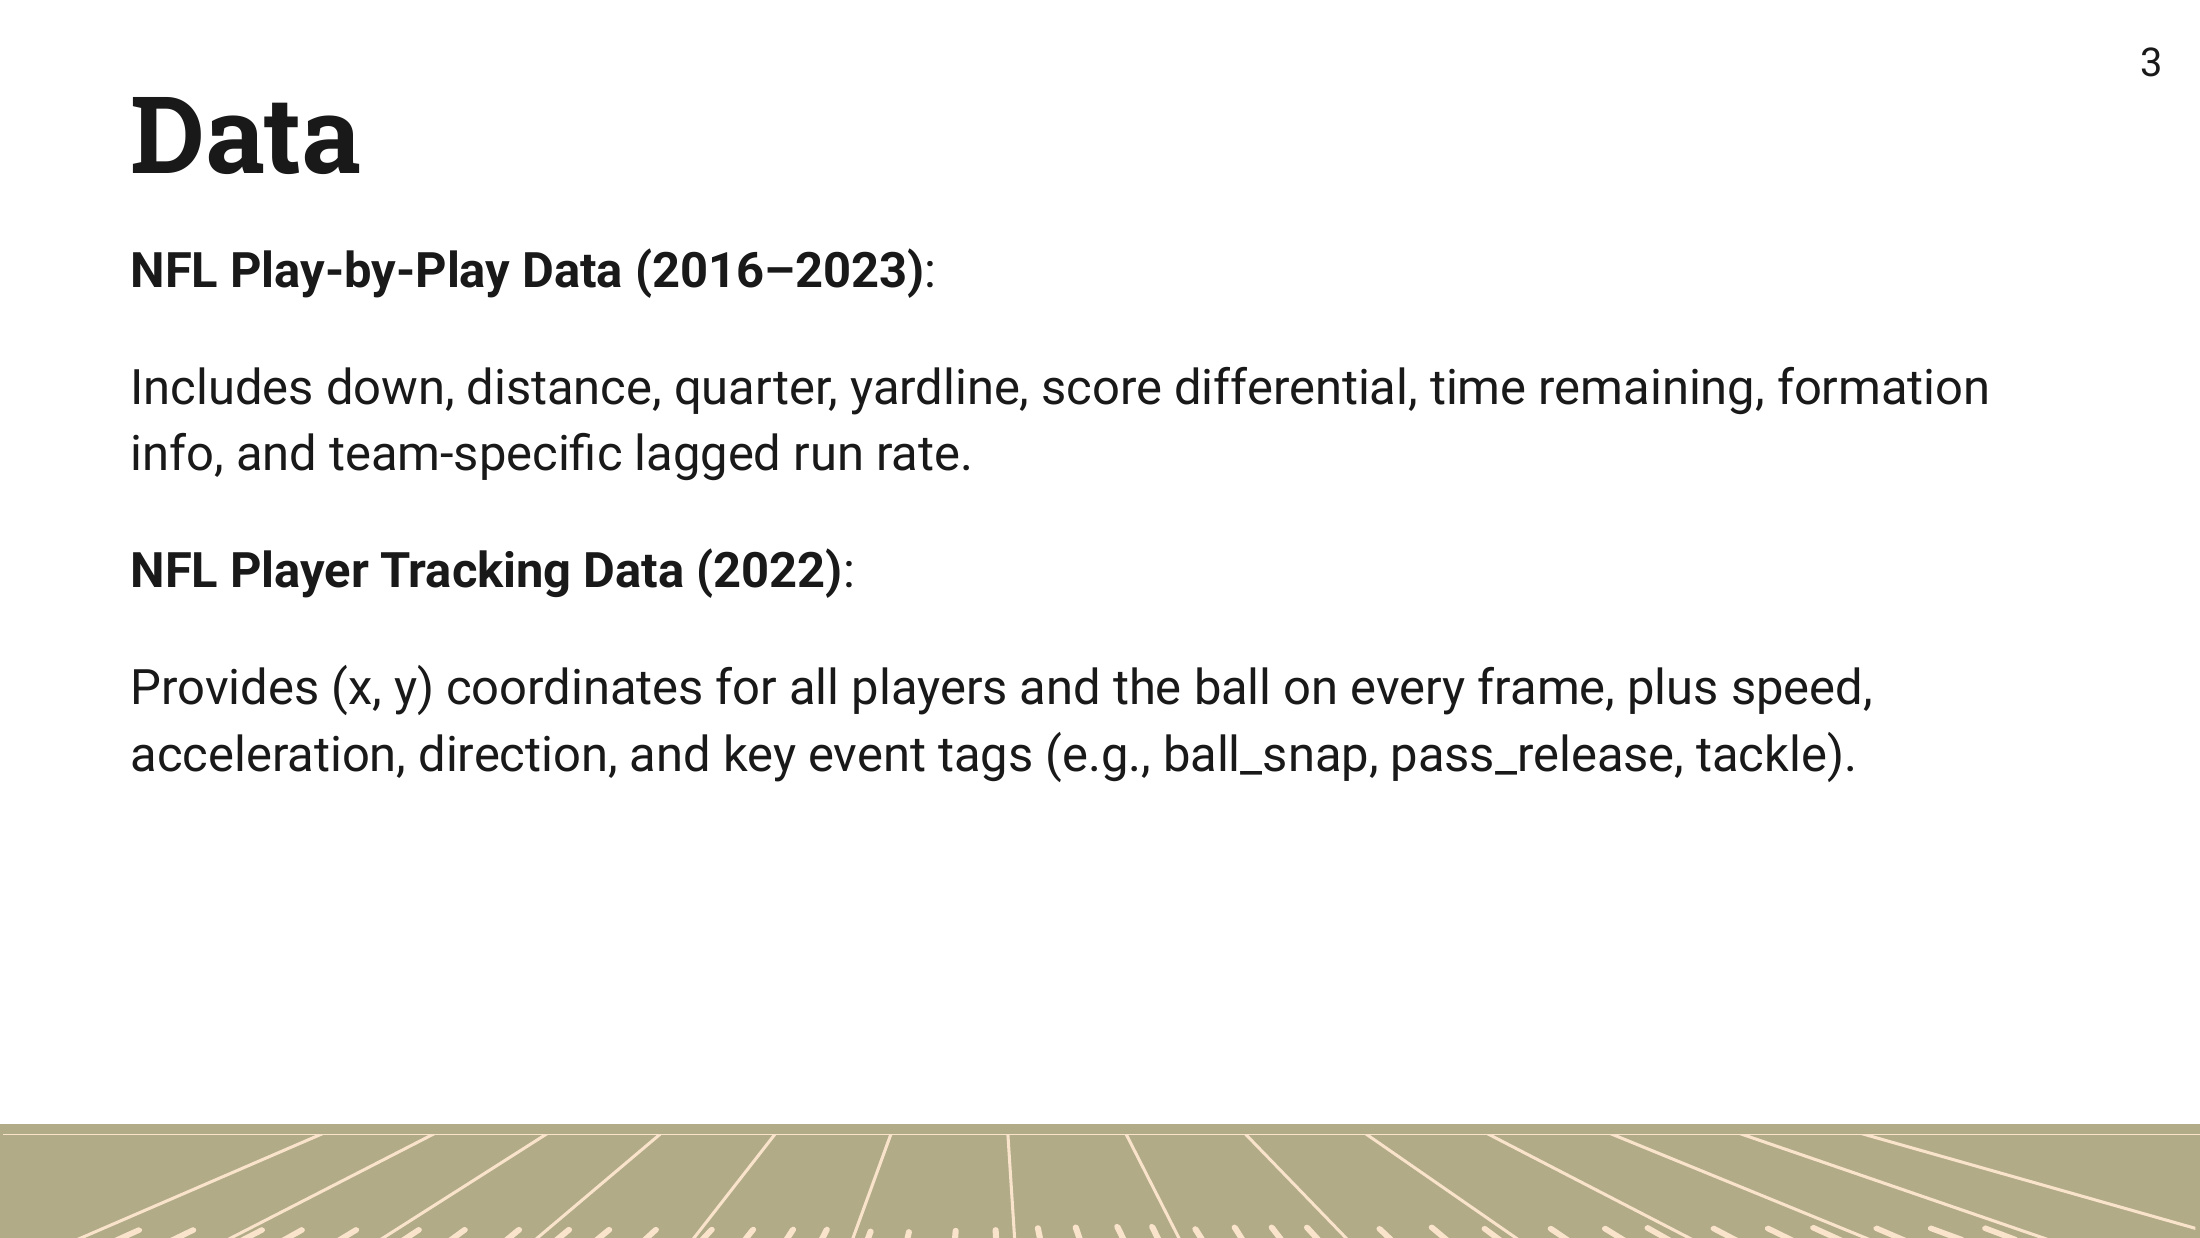 3
Data
NFL Play-by-Play Data (2016–2023):
Includes down, distance, quarter, yardline, score differential, time remaining, formation
info, and team-specific lagged run rate.
NFL Player Tracking Data (2022):
Provides (x, y) coordinates for all players and the ball on every frame, plus speed,
acceleration, direction, and key event tags (e.g., ball_snap, pass_release, tackle).